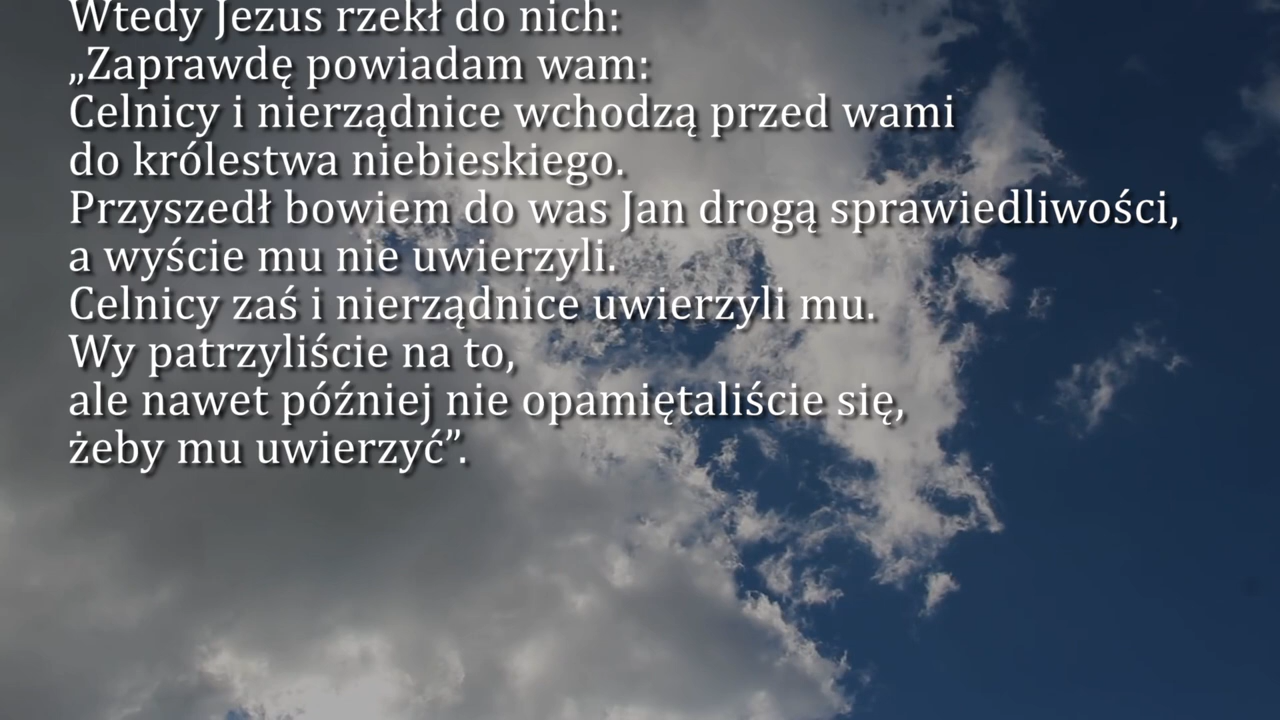 Wtedy Jezus rzekł do nich:
„Zaprawdę powiadam wam:
Celnicy i nierządnice wchodzą przed wami
do królestwa niebieskiego.
Przyszedł bowiem do was Jan drogą sprawiedliwości,
a wyście mu nie uwierzyli.
Celnicy zaś i nierządnice uwierzyli mu.
Wy patrzyliście na to,
ale nawet później nie opamiętaliście się,
żeby mu uwierzyć”.